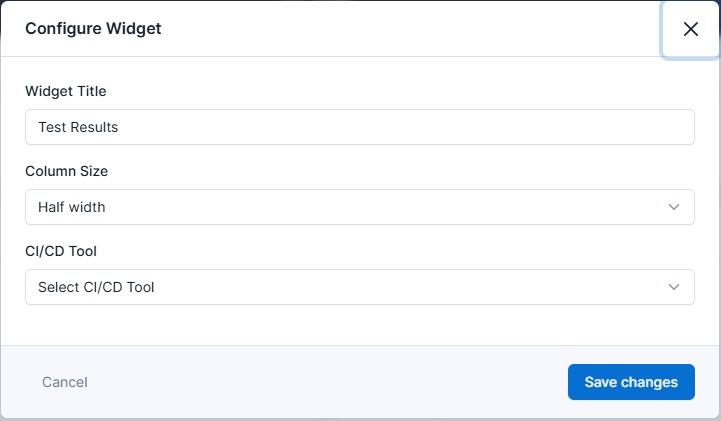 Configure Widget
Widget Title
Test Results
Column Size
Half width
CI/CD Tool
Select CI/CD Tool
Cancel
Save changes